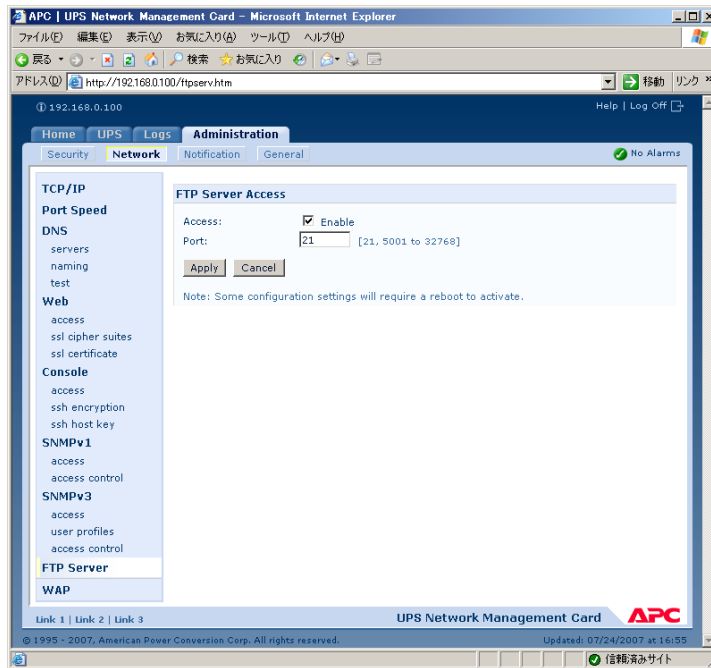 APC | UPS Network Management Card - Microsoft Internet Explorer
ファイル(F) 編集(E) 表示(V) お気に入り(A) ツール(T) ヘルプ(H)
戻る 検索 お気に入り
アドレス(D) http://192.168.0.100/ftpserv.htm 移動 リンク »
192.168.0.100 Help | Log Off
Home UPS Logs Administration
Security Network Notification General No Alarms
TCP/IP
Port Speed
DNS
servers
naming
test
Web
access
ssl cipher suites
ssl certificate
Console
access
ssh encryption
ssh host key
SNMPv1
access
access control
SNMPv3
access
user profiles
access control
FTP Server
WAP
FTP Server Access
Access: Enable
Port: 21 [21, 5001 to 32768]
Apply Cancel
Note: Some configuration settings will require a reboot to activate.
Link 1 | Link 2 | Link 3 UPS Network Management Card APC
© 1995 - 2007, American Power Conversion Corp. All rights reserved. Updated: 07/24/2007 at 16:55
信頼済みサイト